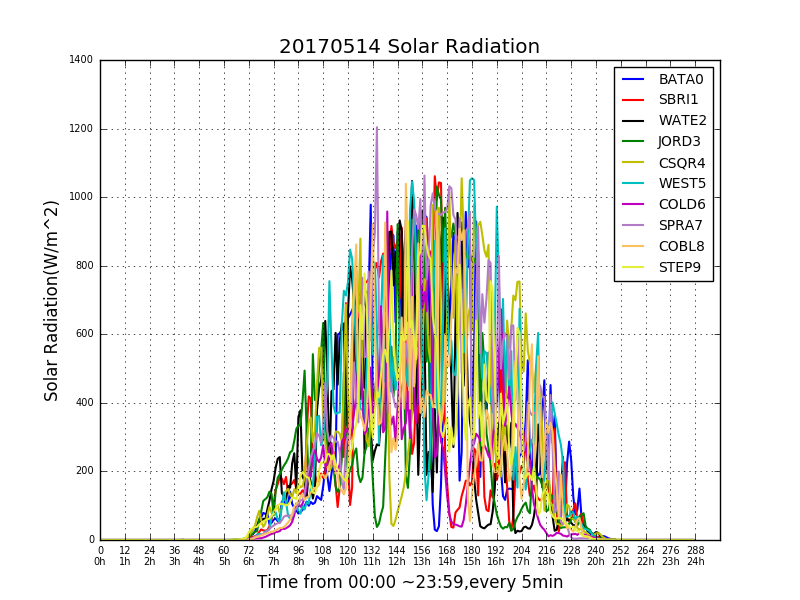 20170514 Solar Radiation
1400
1200
1000
800
600
400
200
0
Solar Radiation(W/m^2)
BATA0
SBRI1
WATE2
JORD3
CSQR4
WEST5
COLD6
SPRA7
COBL8
STEP9
0 12 24 36 48 60 72 84 96 108 120 132 144 156 168 180 192 204 216 228 240 252 264 276 288
0h 1h 2h 3h 4h 5h 6h 7h 8h 9h 10h 11h 12h 13h 14h 15h 16h 17h 18h 19h 20h 21h 22h 23h 24h
Time from 00:00 ~23:59,every 5min